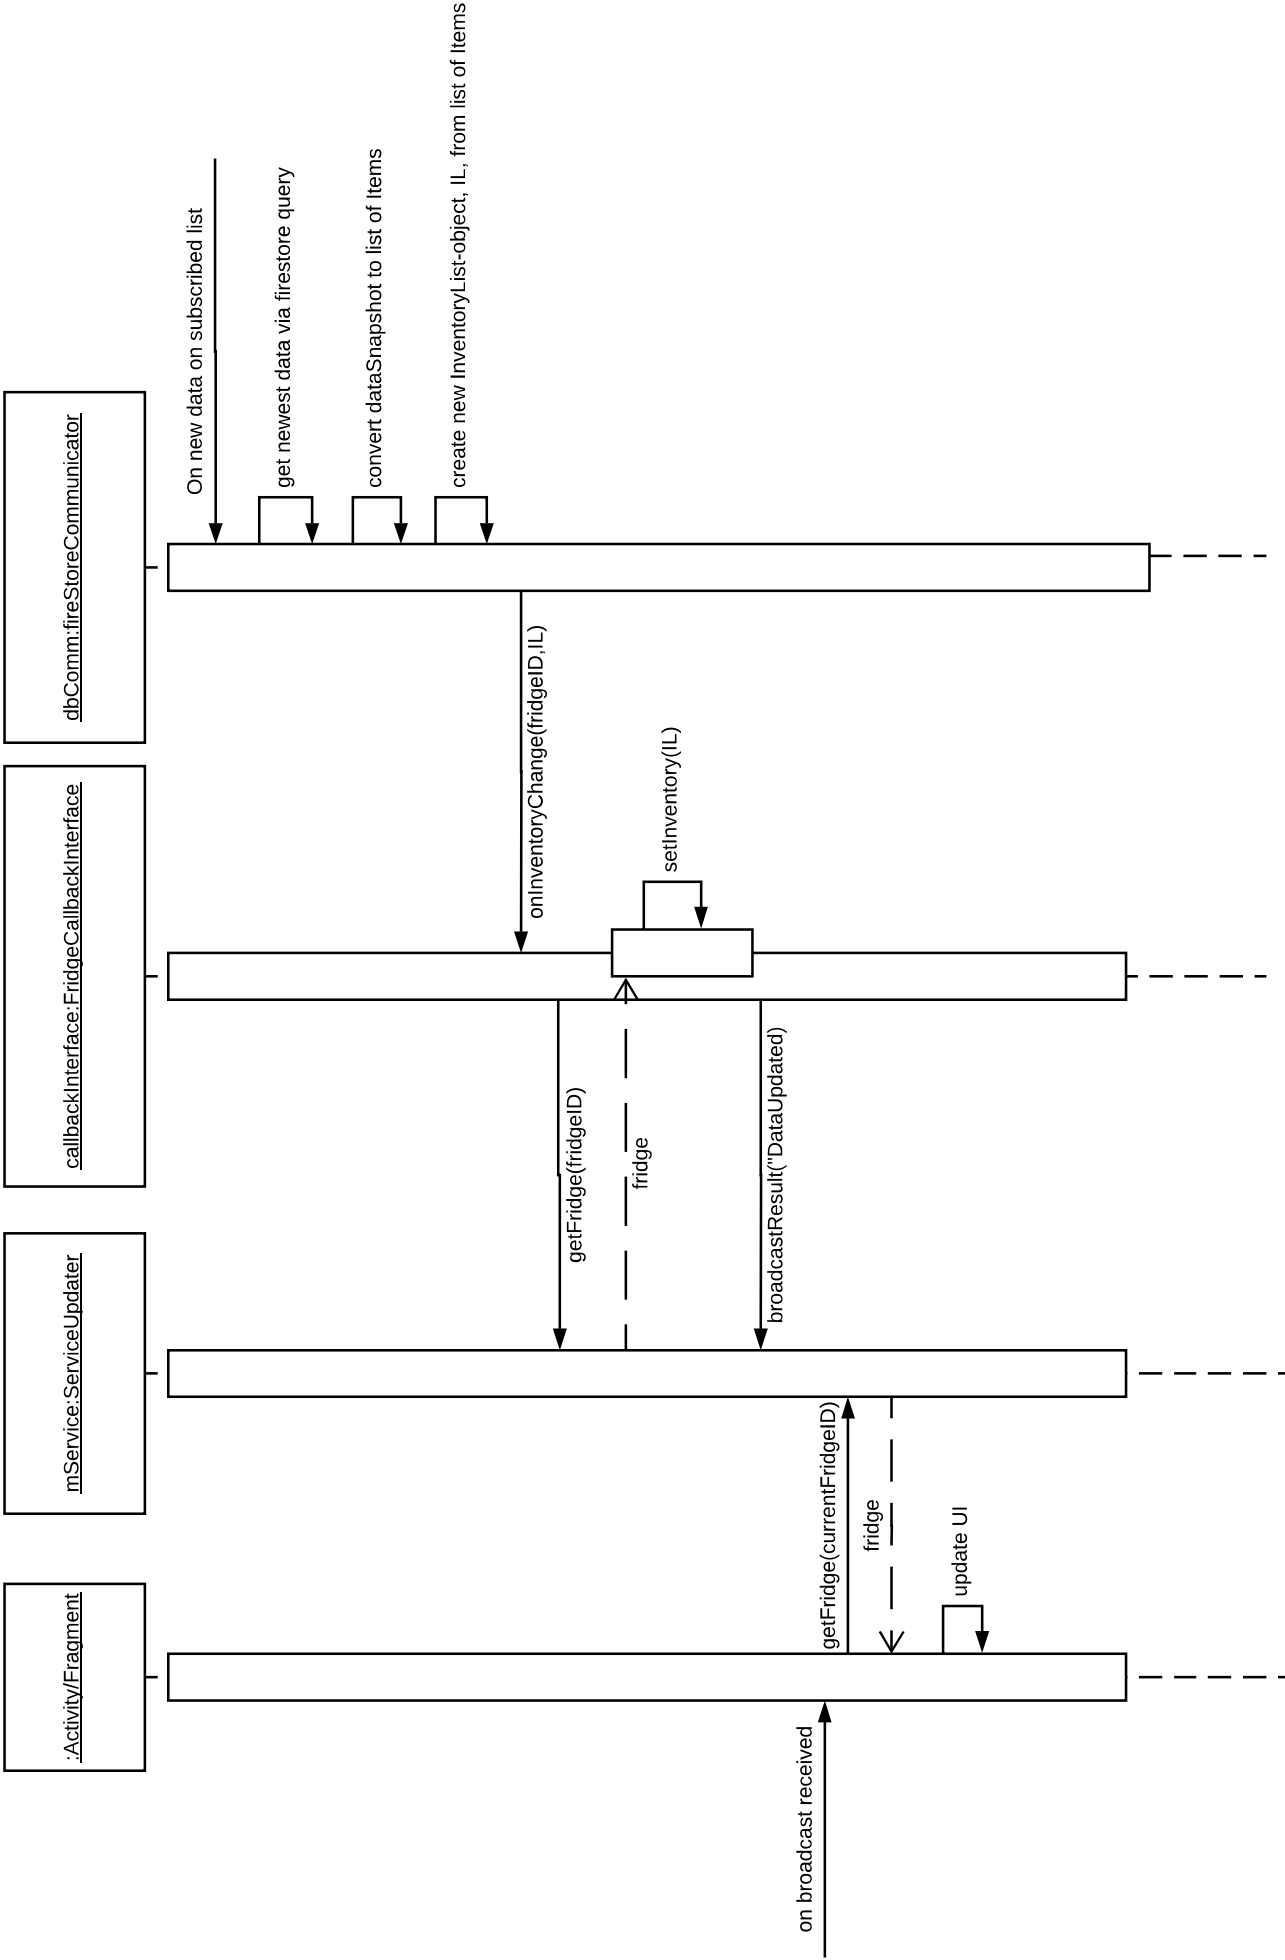 :Activity/Fragment
mService:ServiceUpdater
callbackInterface:FridgeCallbackInterface
dbComm:fireStoreCommunicator
On new data on subscribed list
get newest data via firestore query
convert dataSnapshot to list of Items
create new InventoryList-object, IL, from list of Items
onInventoryChange(fridgeID,IL)
getFridge(fridgeID)
fridge
setInventory(IL)
broadcastResult("DataUpdated)
on broadcast received
getFridge(currentFridgeID)
fridge
update UI